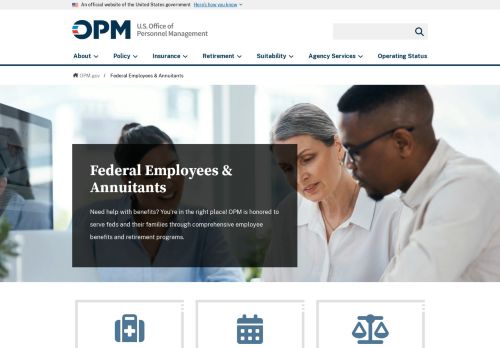 An official website of the United States government Here's how you know
OPM U.S. Office of
Personnel Management
About Policy Insurance Retirement Suitability Agency Services Operating Status
OPM.gov / Federal Employees & Annuitants
Federal Employees &
Annuitants
Need help with benefits? You're in the right place! OPM is honored to
serve feds and their families through comprehensive employee
benefits and retirement programs.